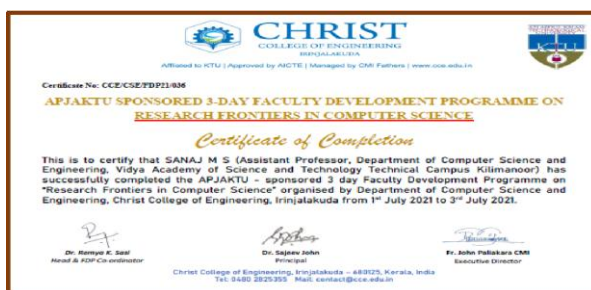 CHRIST
COLLEGE OF ENGINEERING
IRINJALAKUDA
Affiliated to KTU | Approved by AICTE | Managed by CMI Fathers | www.cce.edu.in
KTU
Certificate No: CCE/CSE/FDP21/036
APJAKTU SPONSORED 3-DAY FACULTY DEVELOPMENT PROGRAMME ON
RESEARCH FRONTIERS IN COMPUTER SCIENCE
Certificate of Completion
This is to certify that SANAJ M S (Assistant Professor, Department of Computer Science and
Engineering, Vidya Academy of Science and Technology Technical Campus Kilimanoor) has
successfully completed the APJAKTU – sponsored 3 day Faculty Development Programme on
"Research Frontiers in Computer Science" organised by Department of Computer Science and
Engineering, Christ College of Engineering, Irinjalakuda from 1st July 2021 to 3rd July 2021.
Dr. Remya K. Sasi
Head & FDP Co-ordinator
Dr. Sajeev John
Principal
Fr. John Paliakara CMI
Executive Director
Christ College of Engineering, Irinjalakuda – 680125, Kerala, India
Tel: 0480 2825355 Mail: contact@cce.edu.in